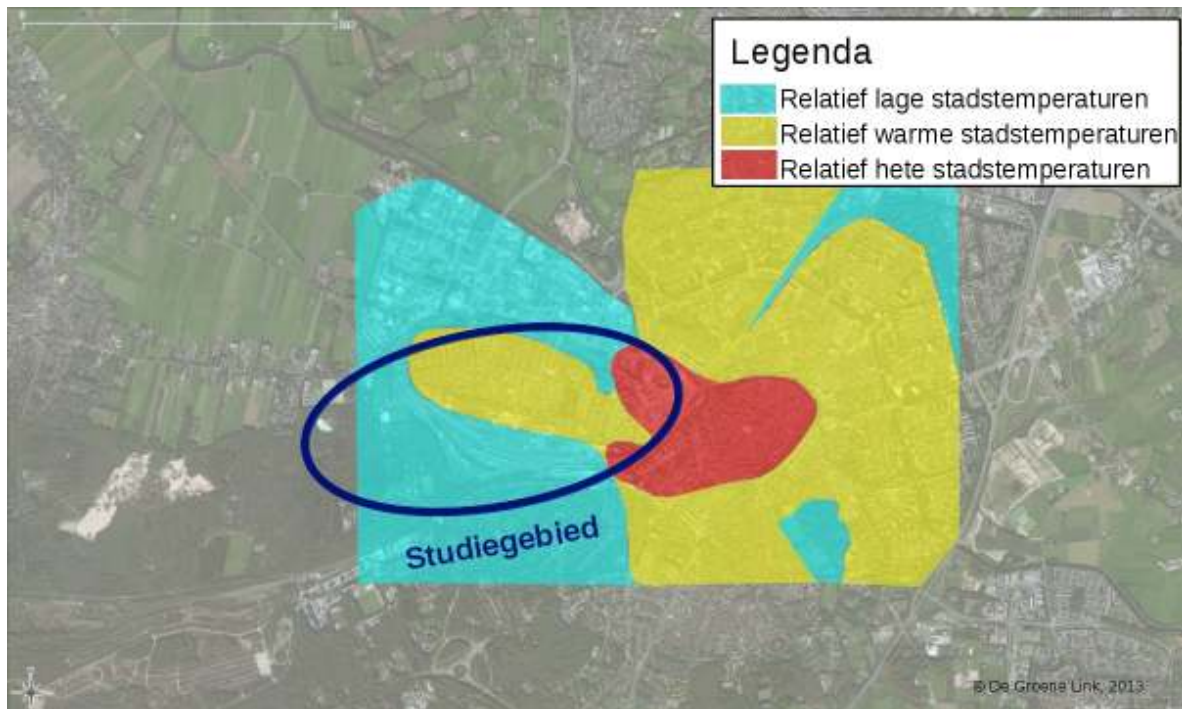 Legenda
Relatief lage stadstemperaturen
Relatief warme stadstemperaturen
Relatief hete stadstemperaturen
Studiegebied
© De Groene Link, 2013